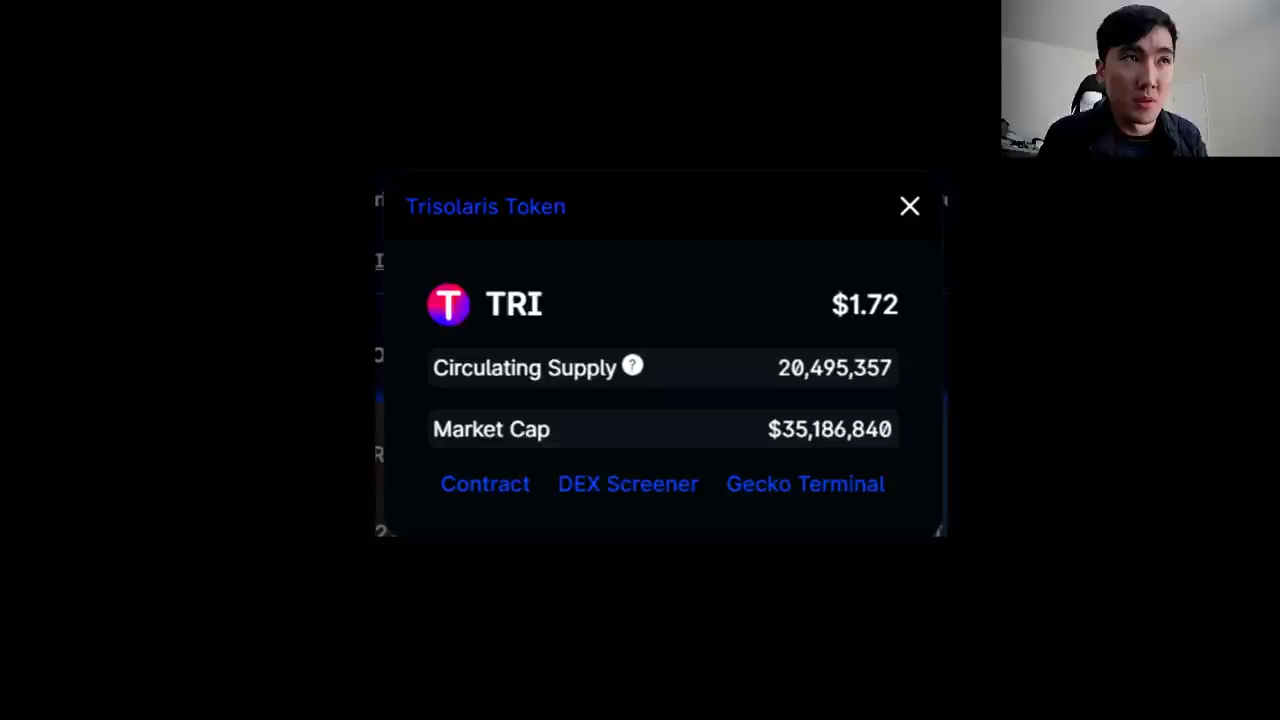 Trisolaris Token
T TRI $1.72
Circulating Supply ? 20,495,357
Market Cap $35,186,840
Contract DEX Screener Gecko Terminal